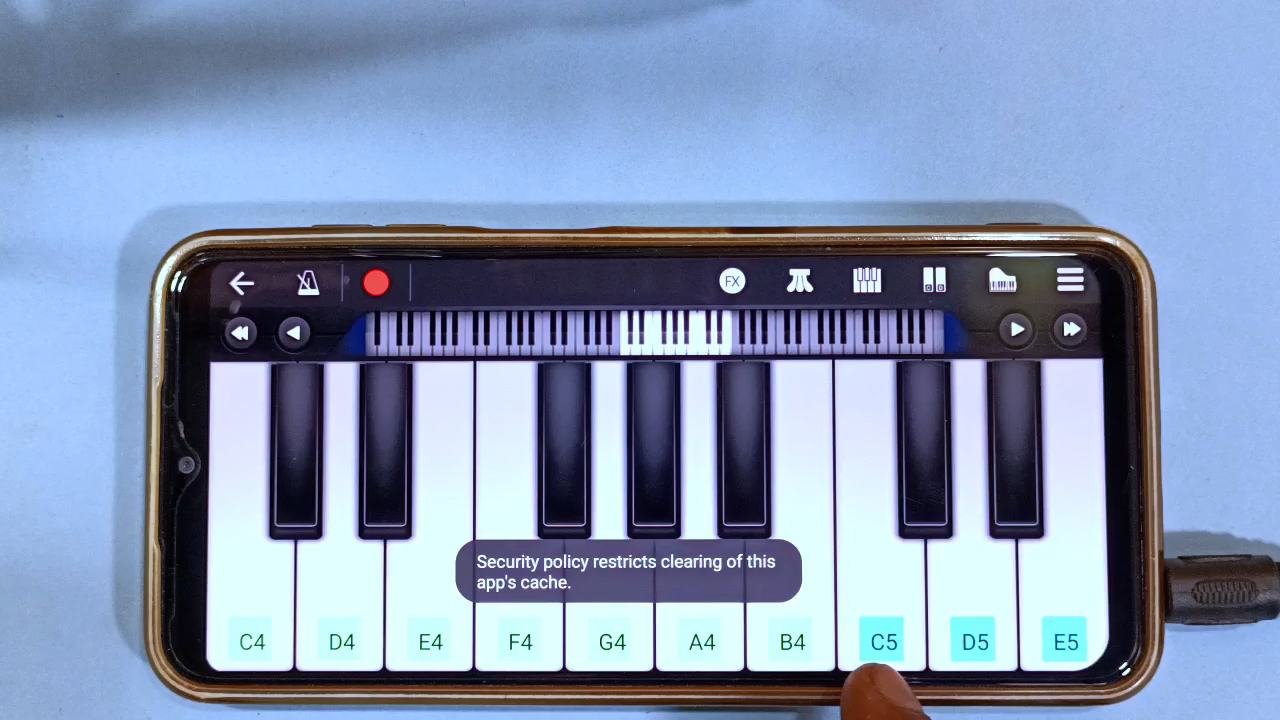 FX
Security policy restricts clearing of this
app's cache.
C4 D4 E4 F4 G4 A4 B4 C5 D5 E5